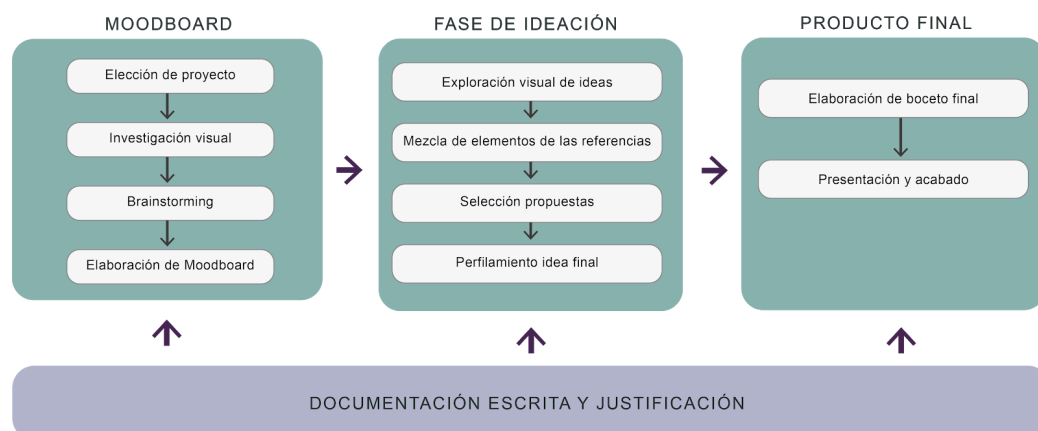 MOODBOARD
Elección de proyecto
Investigación visual
Brainstorming
Elaboración de Moodboard
FASE DE IDEACIÓN
Exploración visual de ideas
Mezcla de elementos de las referencias
Selección propuestas
Perfilamiento idea final
PRODUCTO FINAL
Elaboración de boceto final
Presentación y acabado
DOCUMENTACIÓN ESCRITA Y JUSTIFICACIÓN